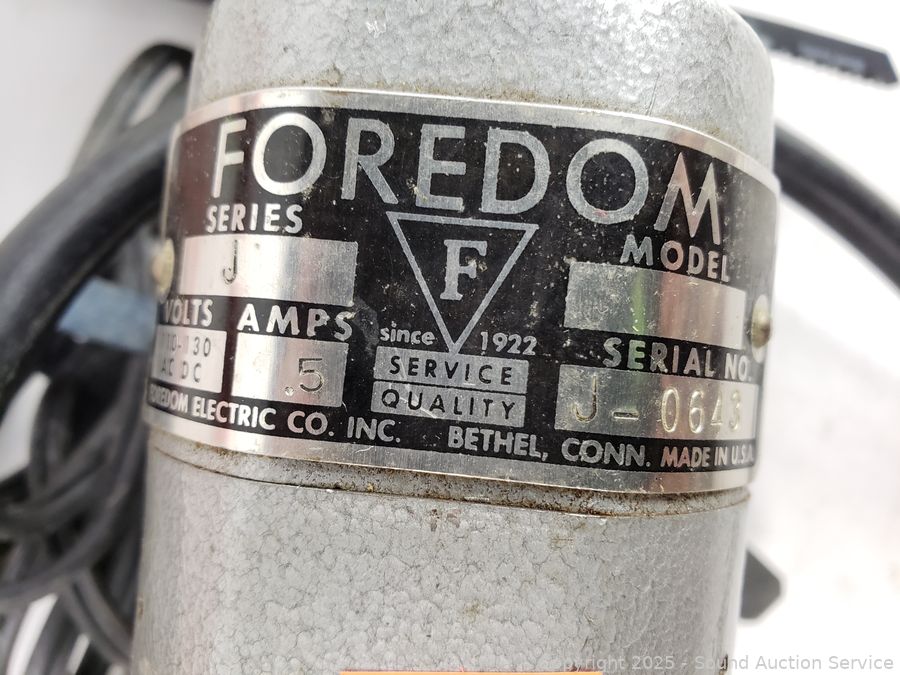 FOREDOM
SERIES
J
F
MODEL
VOLTS AMPS
110-130
AC DC
.5
since 1922
SERVICE
QUALITY
SERIAL NO.
J-0643
FOREDOM ELECTRIC CO. INC. BETHEL, CONN. MADE IN U.S.A.
Copyright 2025 - Sound Auction Service